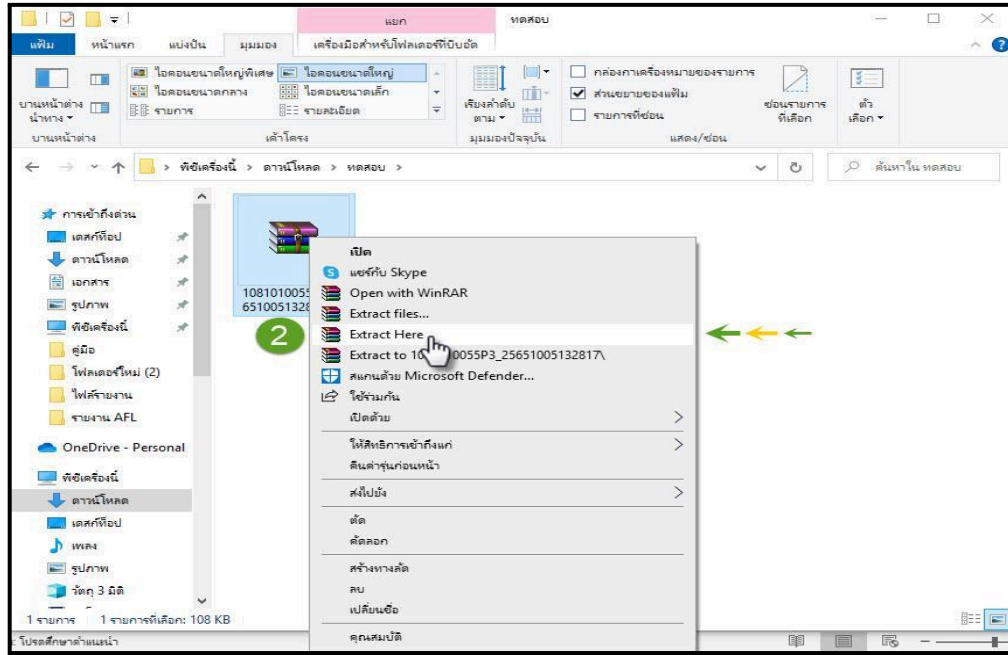 แยก
ทดสอบ
แฟ้ม
หน้าแรก
แบ่งปัน
มุมมอง
เครื่องมือสำหรับโฟลเดอร์ที่บีบอัด
บานหน้าต่าง
นำทาง
ไอคอนขนาดใหญ่พิเศษ
ไอคอนขนาดใหญ่
ไอคอนขนาดกลาง
ไอคอนขนาดเล็ก
รายการ
รายละเอียด
เรียงลำดับ
ตาม
กล่องกาเครื่องหมายของรายการ
ส่วนขยายของแฟ้ม
รายการที่ซ่อน
ซ่อนรายการ
ที่เลือก
ตัว
เลือก
บานหน้าต่าง
เค้าโครง
มุมมองปัจจุบัน
แสดง/ซ่อน
พีซีเครื่องนี้ > ดาวน์โหลด > ทดสอบ >
ค้นหาใน ทดสอบ
การเข้าถึงด่วน
เดสก์ท็อป
ดาวน์โหลด
เอกสาร
รูปภาพ
พีซีเครื่องนี้
คู่มือ
โฟลเดอร์ใหม่ (2)
ไฟล์รายงาน
รายงาน AFL
OneDrive - Personal
พีซีเครื่องนี้
ดาวน์โหลด
เดสก์ท็อป
เพลง
รูปภาพ
วัตถุ 3 มิติ
2
เปิด
แชร์กับ Skype
Open with WinRAR
Extract files...
Extract Here
Extract to 0055P3_25651005132817\
สแกนด้วย Microsoft Defender...
ใช้ร่วมกัน
เปิดด้วย
ให้สิทธิการเข้าถึงแก่
คืนค่ารุ่นก่อนหน้า
ส่งไปยัง
ตัด
คัดลอก
สร้างทางลัด
ลบ
เปลี่ยนชื่อ
คุณสมบัติ
1 รายการ
1 รายการที่เลือก: 108 KB
: โปรดศึกษาคำแนะนำ